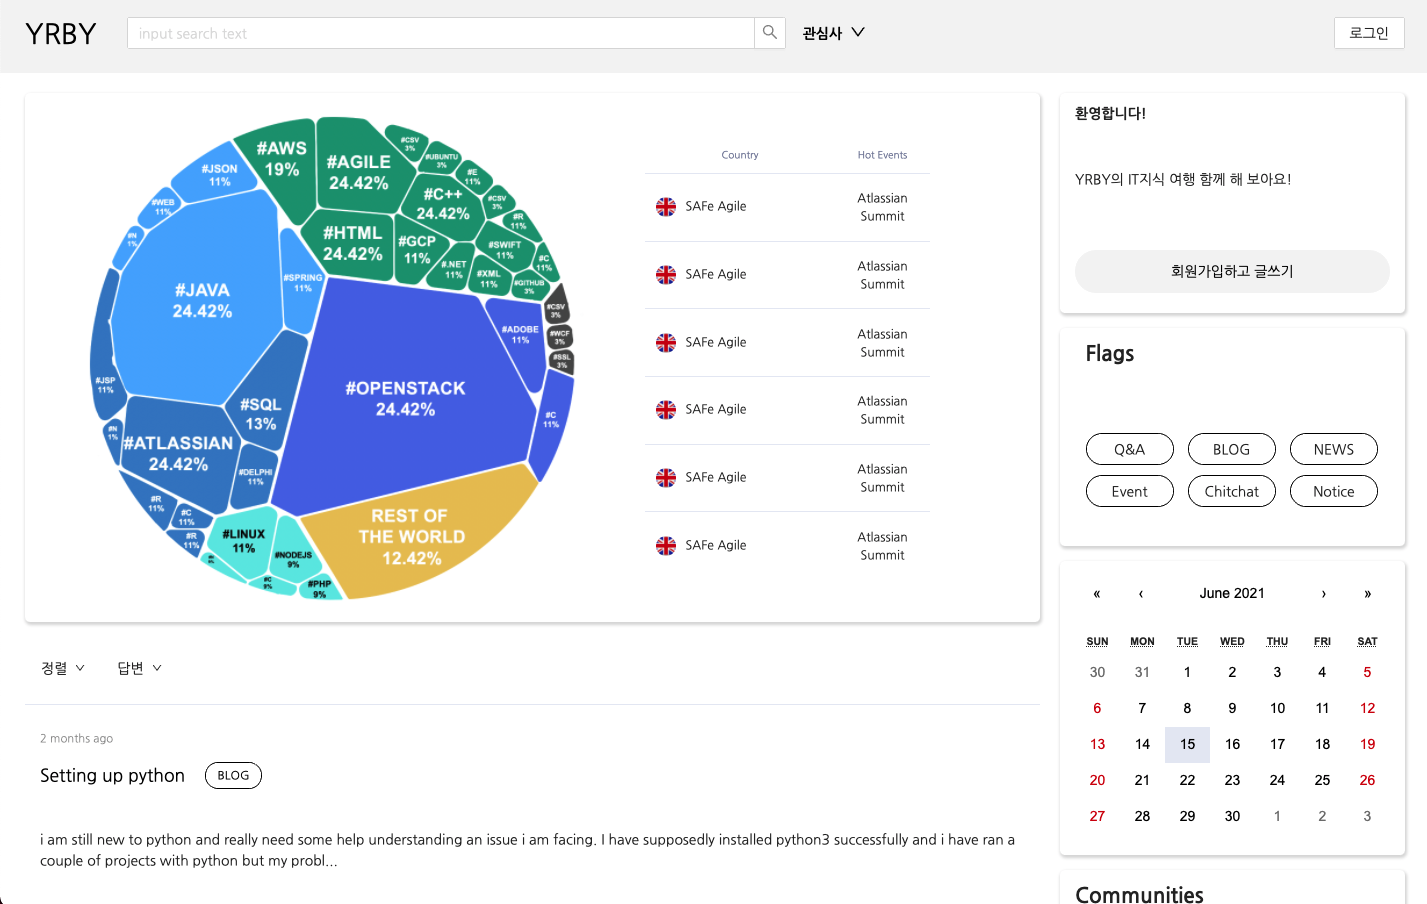 YRBY
input search text
관심사
로그인
#AWS
19%
#AGILE
24.42%
#CSV
3%
#UBUNTU
3%
#E
11%
#CSV
3%
#R
11%
#C++
24.42%
#HTML
24.42%
#GCP
11%
#SWIFT
11%
#C
11%
#.NET
11%
#XML
11%
#GITHUB
3%
#JSON
11%
#WEB
11%
#N
1%
#JAVA
24.42%
#SPRING
11%
#CSV
3%
#WCF
3%
#SSL
3%
#ADOBE
11%
#OPENSTACK
24.42%
#C
11%
#JSP
11%
#SQL
13%
#N
1%
#ATLASSIAN
24.42%
#DELPHI
11%
#R
11%
#C
11%
#R
11%
#LINUX
11%
#NODEJS
9%
#C
9%
#PHP
9%
REST OF
THE WORLD
12.42%
Country Hot Events
SAFe Agile Atlassian
Summit
SAFe Agile Atlassian
Summit
SAFe Agile Atlassian
Summit
SAFe Agile Atlassian
Summit
SAFe Agile Atlassian
Summit
SAFe Agile Atlassian
Summit
환영합니다!
YRBY의 IT지식 여행 함께 해 보아요!
회원가입하고 글쓰기
Flags
Q&A BLOG NEWS
Event Chitchat Notice
« ‹ June 2021 › »
SUN MON TUE WED THU FRI SAT
30 31 1 2 3 4 5
6 7 8 9 10 11 12
13 14 15 16 17 18 19
20 21 22 23 24 25 26
27 28 29 30 1 2 3
Communities
정렬 답변
2 months ago
Setting up python BLOG
i am still new to python and really need some help understanding an issue i am facing. I have supposedly installed python3 successfully and i have ran a
couple of projects with python but my probl...